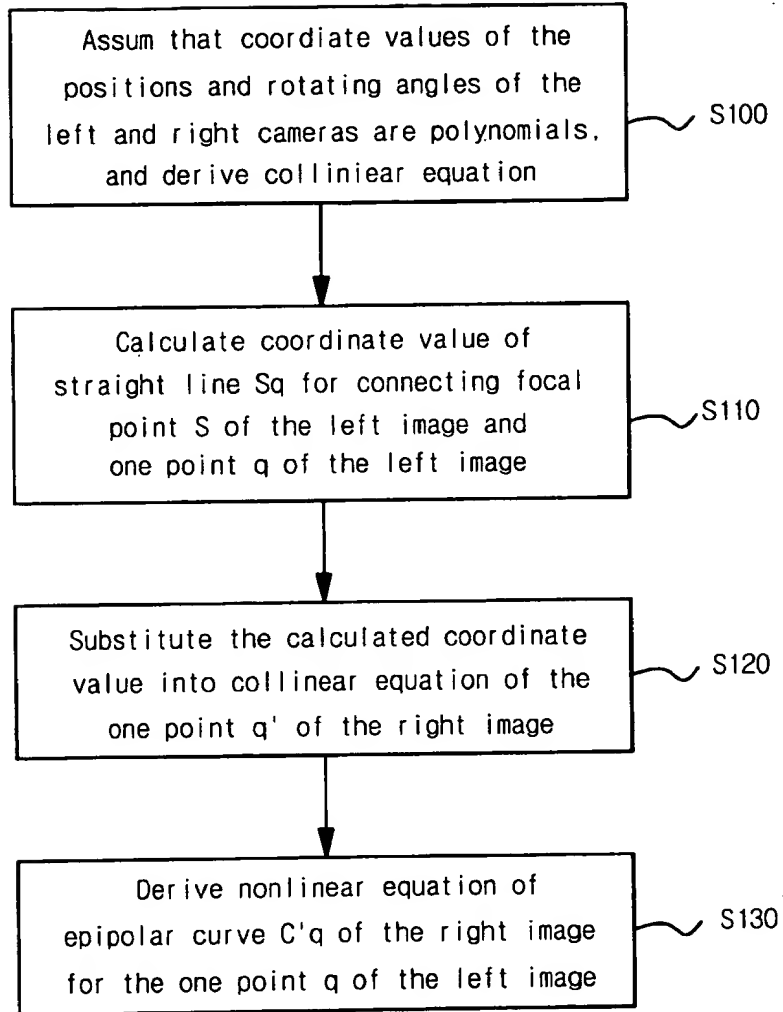 Assum that coordiate values of the
positions and rotating angles of the
left and right cameras are polynomials,
and derive colliniear equation
S100
Calculate coordinate value of
straight line Sq for connecting focal
point S of the left image and
one point q of the left image
S110
Substitute the calculated coordinate
value into collinear equation of the
one point q' of the right image
S120
Derive nonlinear equation of
epipolar curve C'q of the right image
for the one point q of the left image
S130